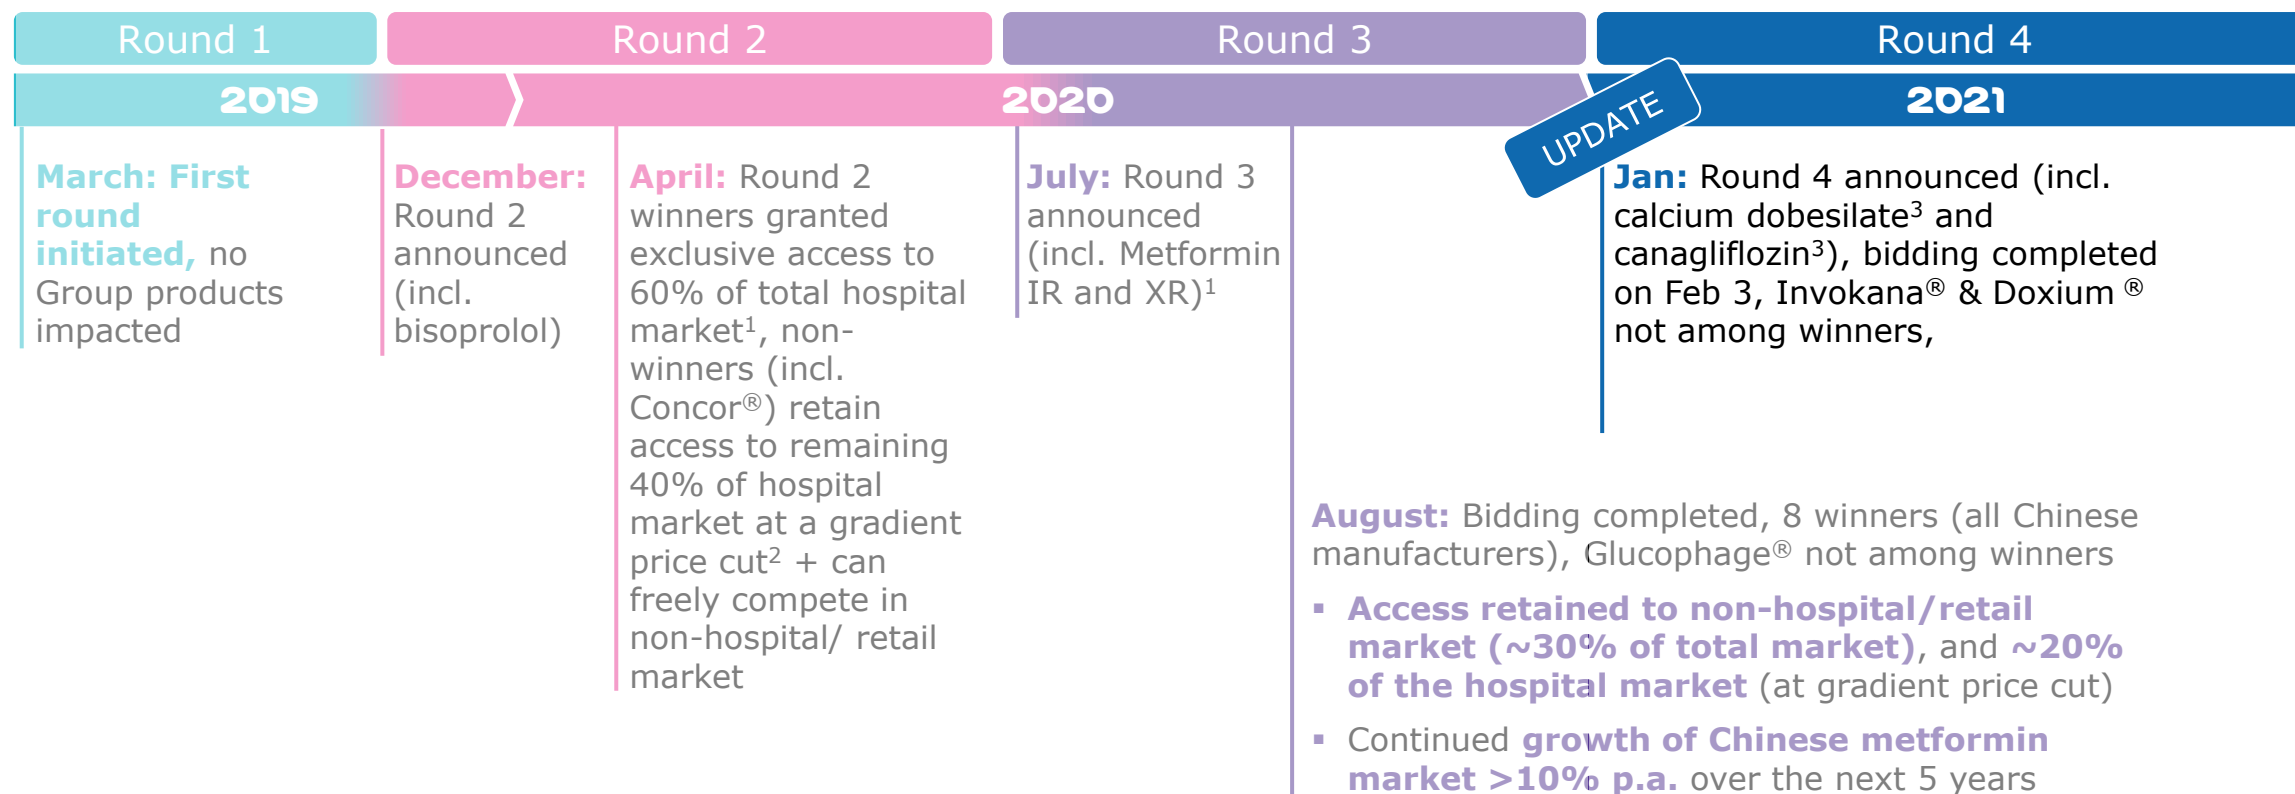 Round 1
Round 2
Round 3
Round 4
2019
2020
2021
UPDATE
March: First
round
initiated, no
Group products
impacted
December:
Round 2
announced
(incl.
bisoprolol)
April: Round 2
winners granted
exclusive access to
60% of total hospital
market¹, non-
winners (incl.
Concor®) retain
access to remaining
40% of hospital
market at a gradient
price cut² + can
freely compete in
non-hospital/ retail
market
July: Round 3
announced
(incl. Metformin
IR and XR)¹
August: Bidding completed, 8 winners (all Chinese
manufacturers), Glucophage® not among winners
▪ Access retained to non-hospital/retail
market (~30% of total market), and ~20%
of the hospital market (at gradient price cut)
▪ Continued growth of Chinese metformin
market >10% p.a. over the next 5 years
Jan: Round 4 announced (incl.
calcium dobesilate³ and
canagliflozin³), bidding completed
on Feb 3, Invokana® & Doxium ®
not among winners,